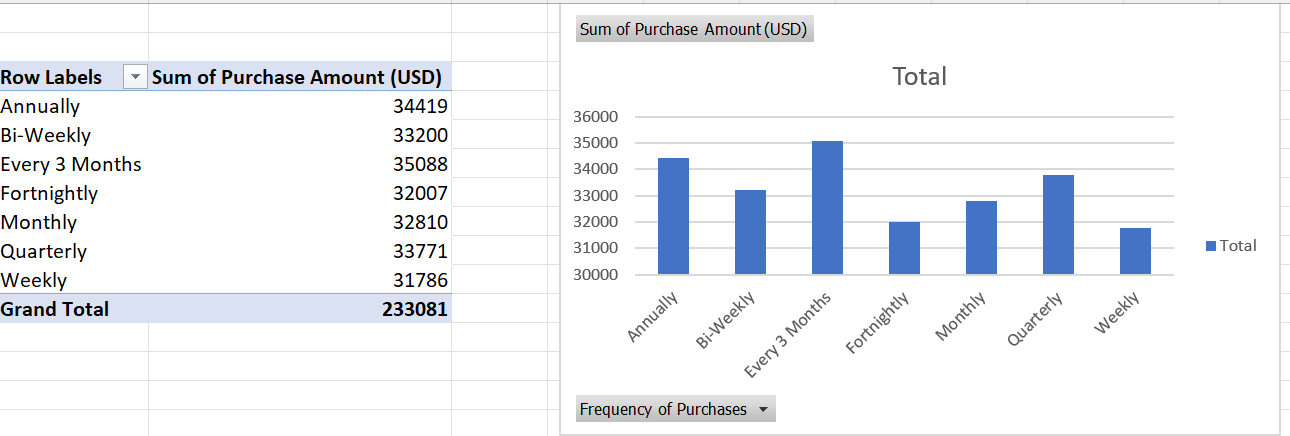 Row Labels Sum of Purchase Amount (USD)
Annually 34419
Bi-Weekly 33200
Every 3 Months 35088
Fortnightly 32007
Monthly 32810
Quarterly 33771
Weekly 31786
Grand Total 233081
Sum of Purchase Amount (USD)
Total
36000
35000
34000
33000
32000
31000
30000
Annually
Bi-Weekly
Every 3 Months
Fortnightly
Monthly
Quarterly
Weekly
Total
Frequency of Purchases